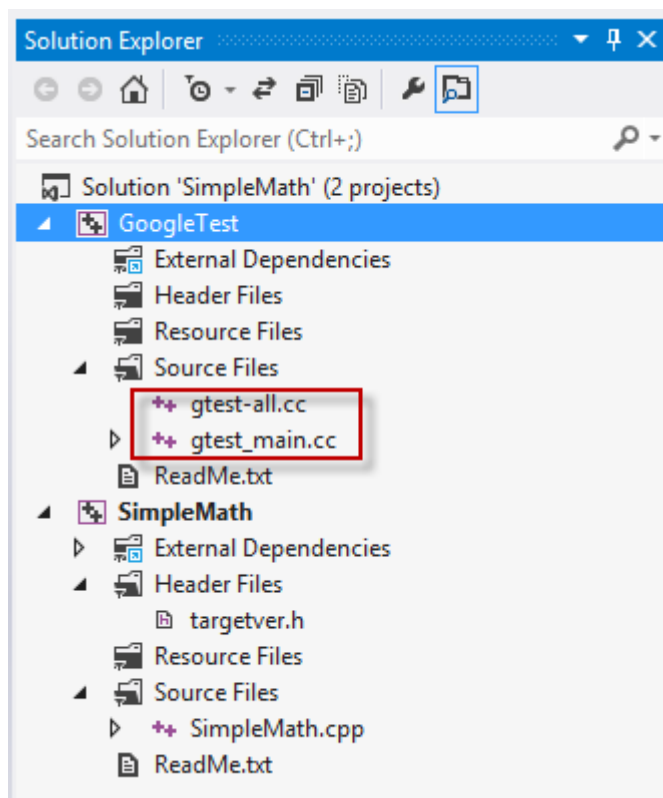 Solution Explorer
Search Solution Explorer (Ctrl+;)
Solution 'SimpleMath' (2 projects)
GoogleTest
External Dependencies
Header Files
Resource Files
Source Files
gtest-all.cc
gtest_main.cc
ReadMe.txt
SimpleMath
External Dependencies
Header Files
targetver.h
Resource Files
Source Files
SimpleMath.cpp
ReadMe.txt